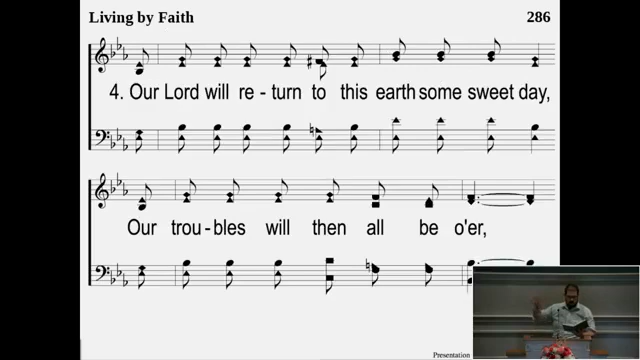 Living by Faith
286
4. Our Lord will re - turn to this earth some sweet day,
Our trou - bles will then all be o'er,
Presentation